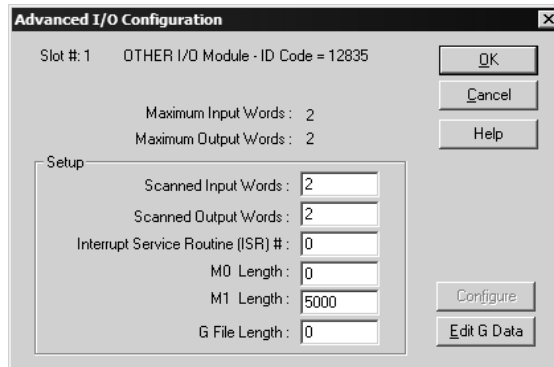 Advanced I/O Configuration
Slot #: 1 OTHER I/O Module - ID Code = 12835
OK
Cancel
Help
Maximum Input Words : 2
Maximum Output Words : 2
Setup
Scanned Input Words : 2
Scanned Output Words : 2
Interrupt Service Routine (ISR) # : 0
M0 Length : 0
M1 Length : 5000
G File Length : 0
Configure
Edit G Data